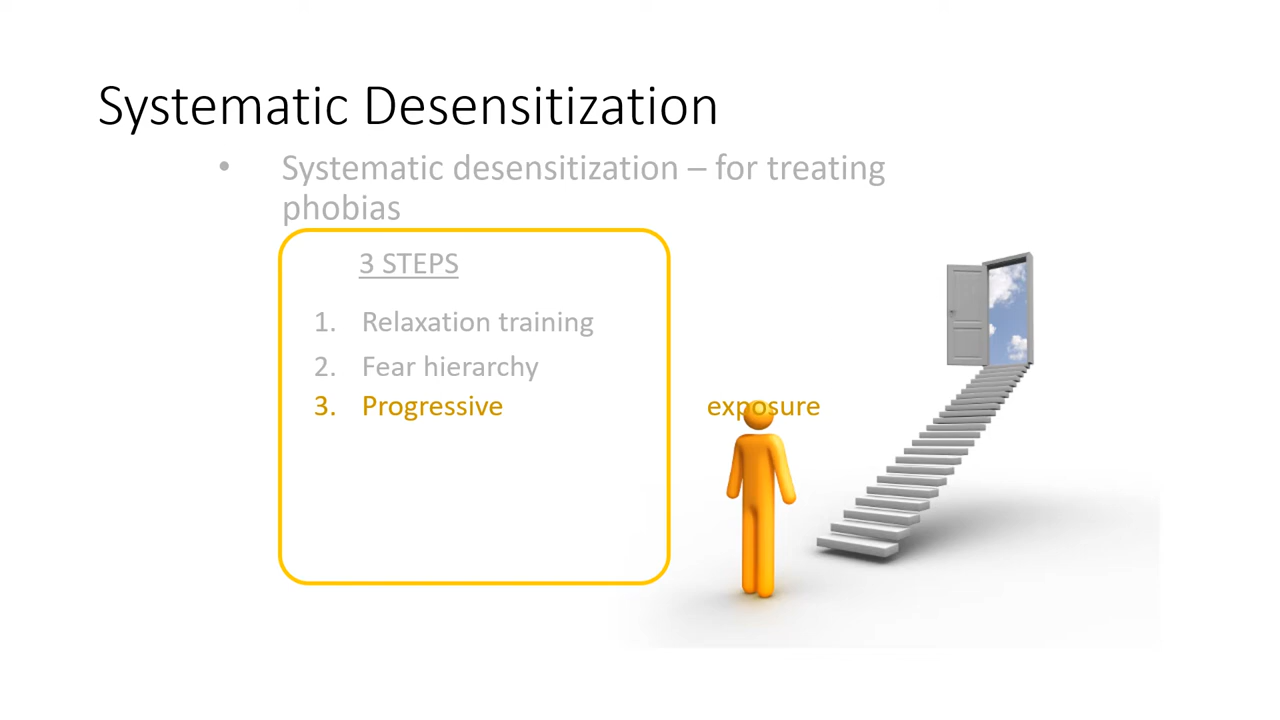 Systematic Desensitization
• Systematic desensitization – for treating
phobias
3 STEPS
1. Relaxation training
2. Fear hierarchy
3. Progressive exposure